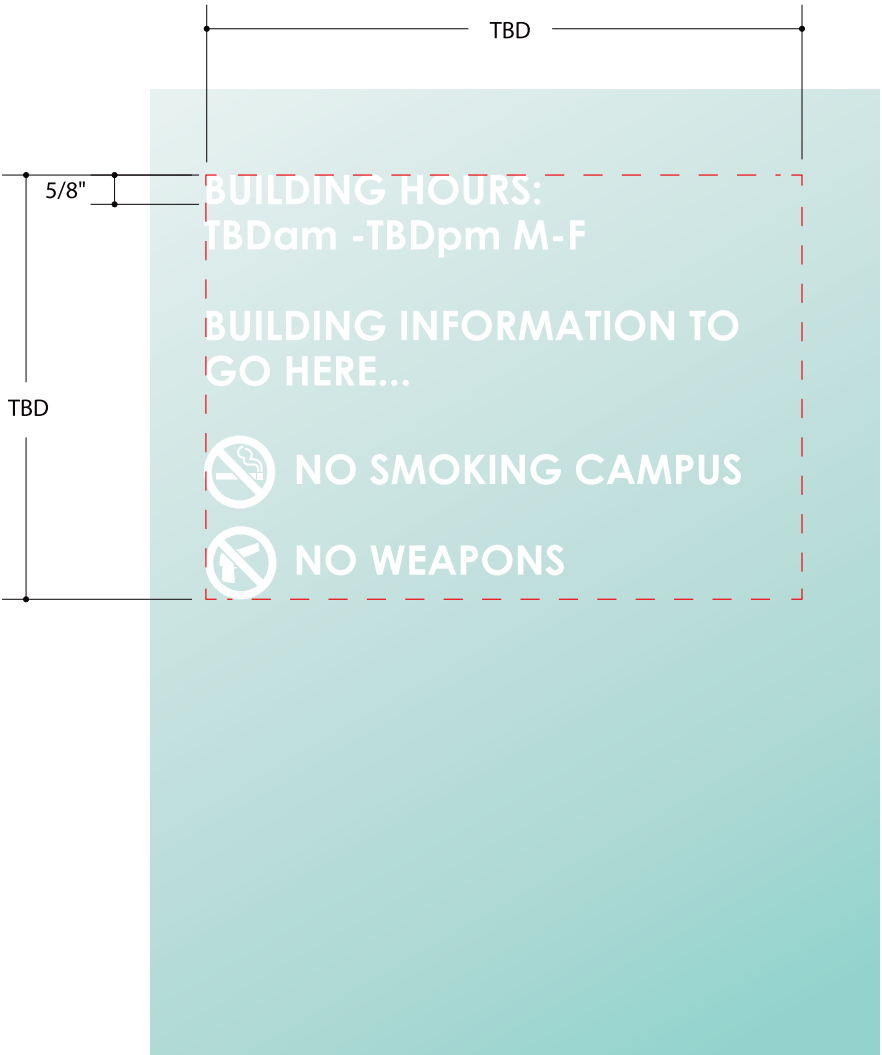 TBD
5/8"
BUILDING HOURS:
TBDam -TBDpm M-F
BUILDING INFORMATION TO
GO HERE...
TBD
NO SMOKING CAMPUS
NO WEAPONS